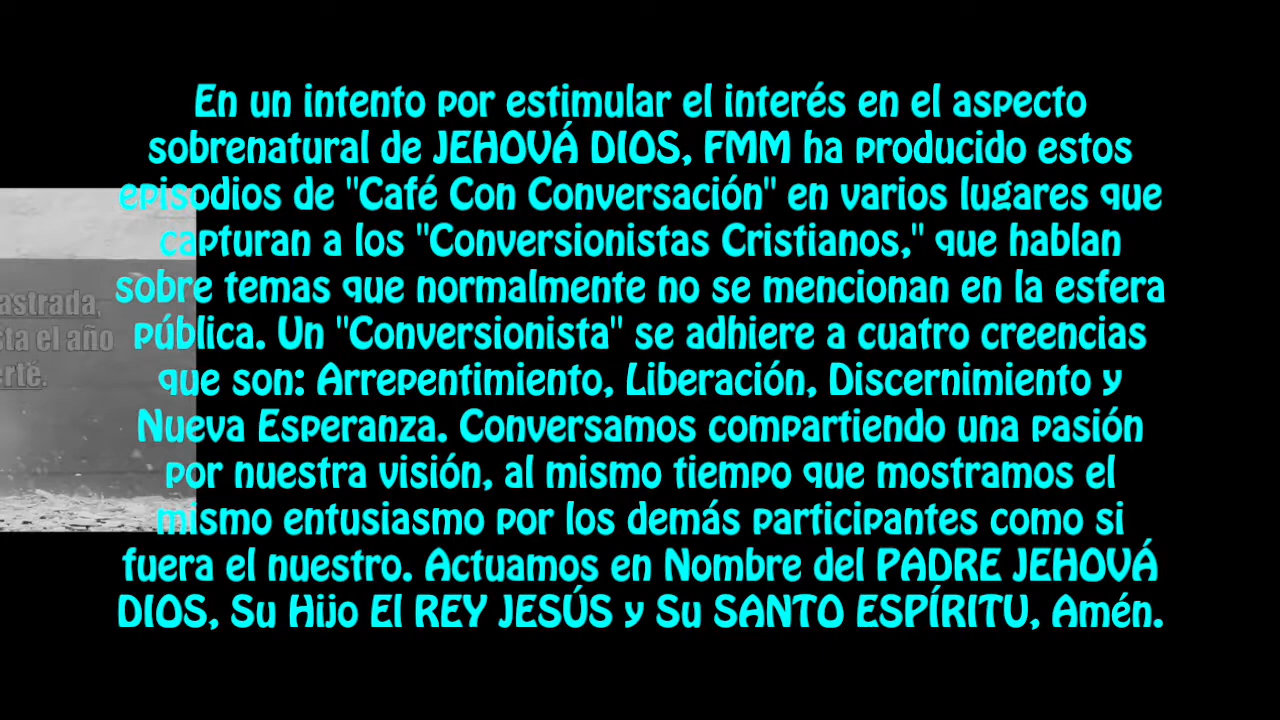 En un intento por estimular el interés en el aspecto
sobrenatural de JEHOVÁ DIOS, FMM ha producido estos
episodios de "Café Con Conversación" en varios lugares que
capturan a los "Conversionistas Cristianos," que hablan
sobre temas que normalmente no se mencionan en la esfera
pública. Un "Conversionista" se adhiere a cuatro creencias
que son: Arrepentimiento, Liberación, Discernimiento y
Nueva Esperanza. Conversamos compartiendo una pasión
por nuestra visión, al mismo tiempo que mostramos el
mismo entusiasmo por los demás participantes como si
fuera el nuestro. Actuamos en Nombre del PADRE JEHOVÁ
DIOS, Su Hijo El REY JESÚS y Su SANTO ESPÍRITU, Amén.
astrada,
ta el año